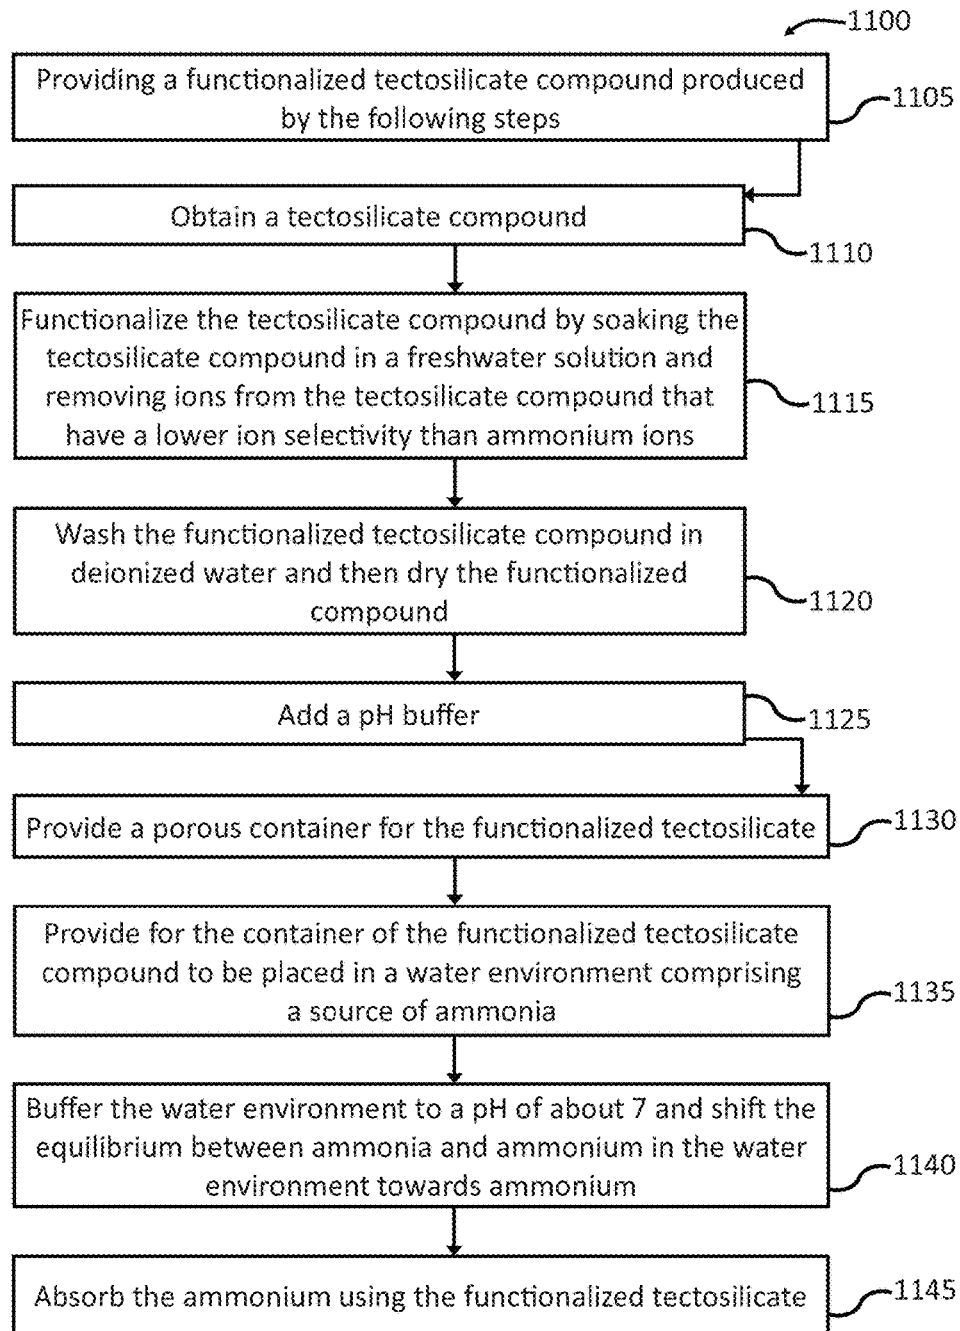 1100
Providing a functionalized tectosilicate compound produced
by the following steps
1105
Obtain a tectosilicate compound
1110
Functionalize the tectosilicate compound by soaking the
tectosilicate compound in a freshwater solution and
removing ions from the tectosilicate compound that
have a lower ion selectivity than ammonium ions
1115
Wash the functionalized tectosilicate compound in
deionized water and then dry the functionalized
compound
1120
Add a pH buffer
1125
Provide a porous container for the functionalized tectosilicate
1130
Provide for the container of the functionalized tectosilicate
compound to be placed in a water environment comprising
a source of ammonia
1135
Buffer the water environment to a pH of about 7 and shift the
equilibrium between ammonia and ammonium in the water
environment towards ammonium
1140
Absorb the ammonium using the functionalized tectosilicate
1145